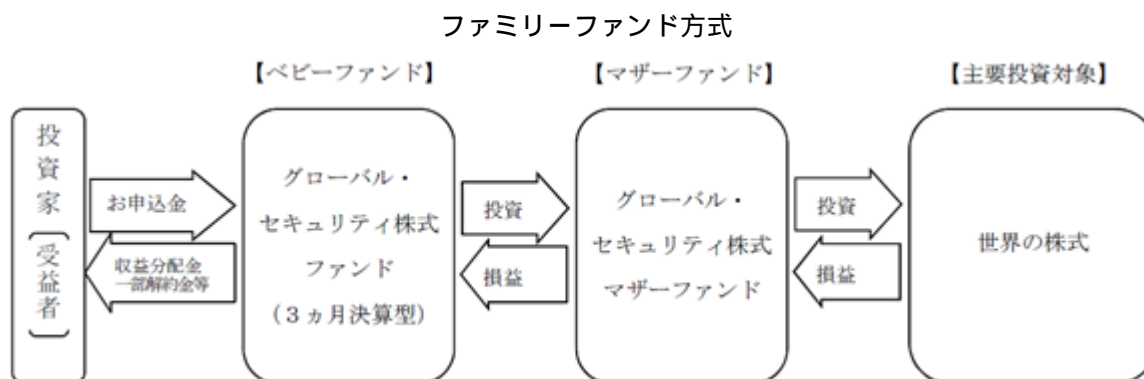 ファミリーファンド方式
【ベビーファンド】
【マザーファンド】
【主要投資対象】
投資家(受益者)
お申込金
収益分配金
一部解約金等
グローバル・
セキュリティ株式
ファンド
(3ヵ月決算型)
投資
損益
グローバル・
セキュリティ株式
マザーファンド
投資
損益
世界の株式